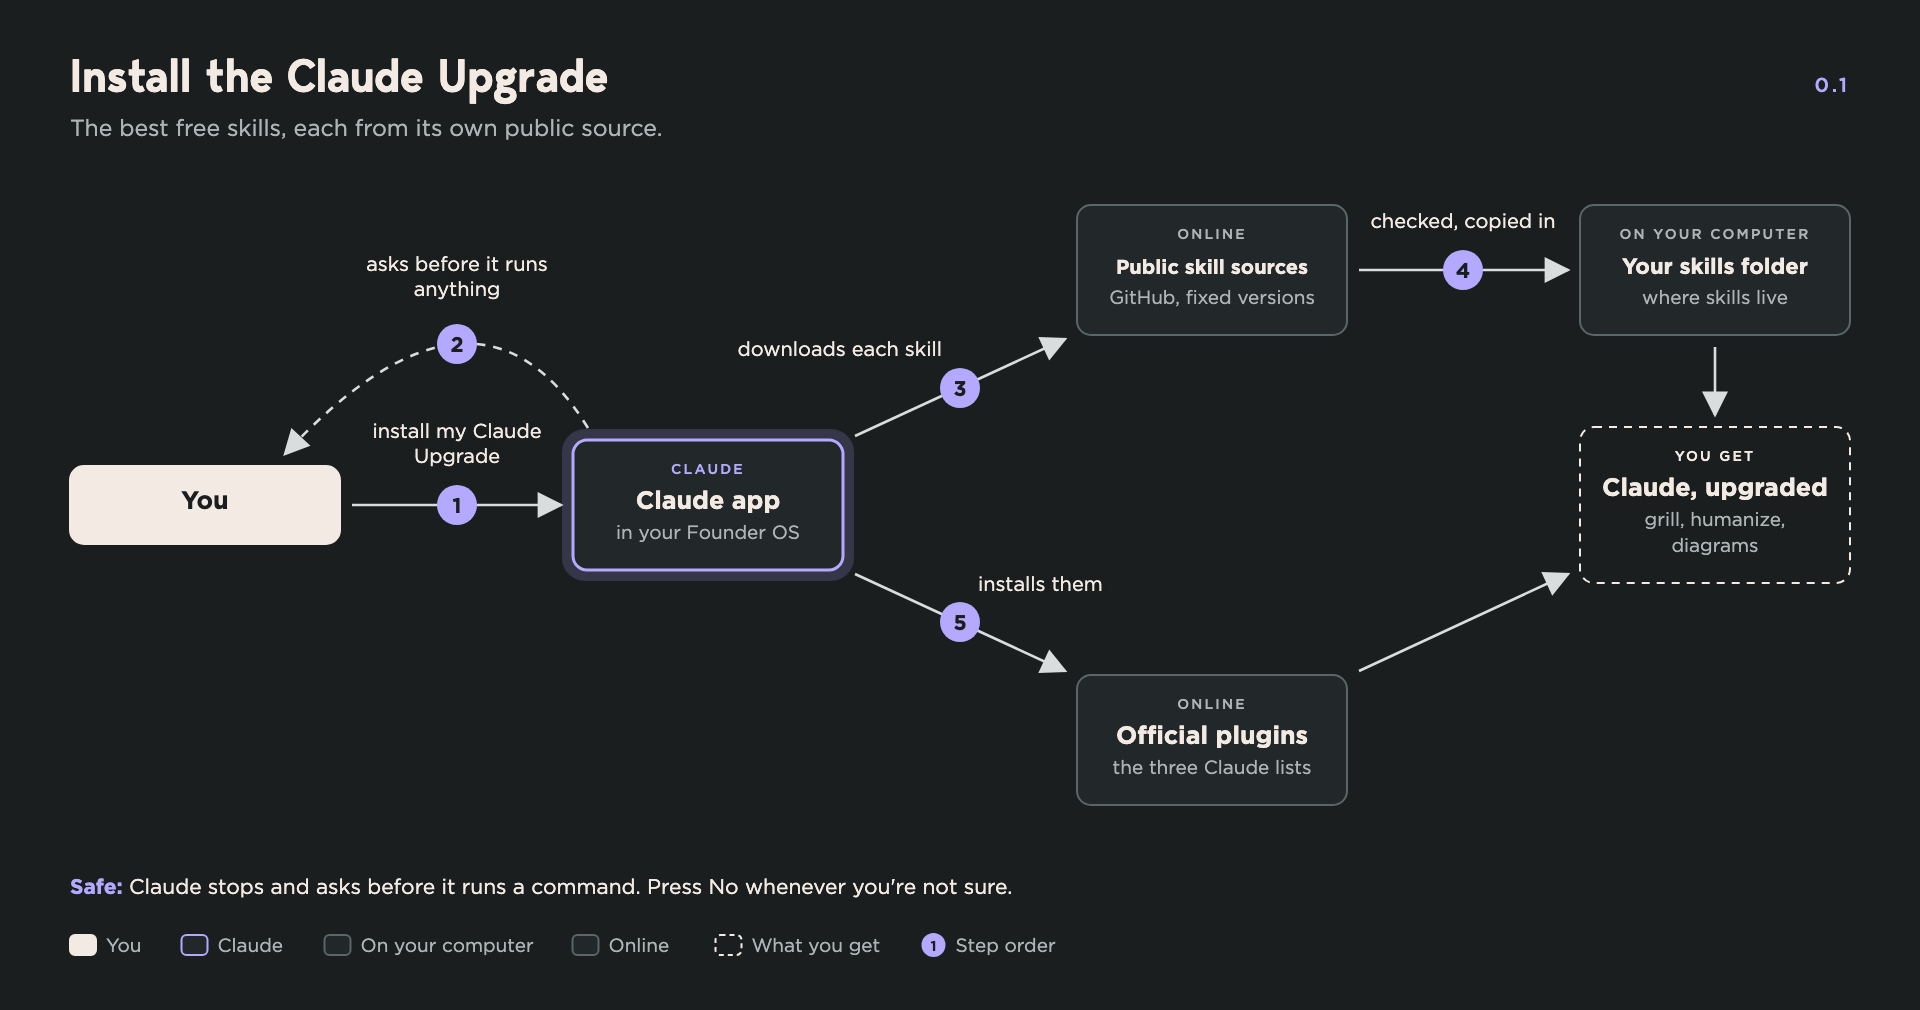 Install the Claude Upgrade
0.1
The best free skills, each from its own public source.
asks before it runs
anything
2
install my Claude
Upgrade
You
1
CLAUDE
Claude app
in your Founder OS
downloads each skill
3
ONLINE
Public skill sources
GitHub, fixed versions
checked, copied in
4
ON YOUR COMPUTER
Your skills folder
where skills live
YOU GET
Claude, upgraded
grill, humanize,
diagrams
installs them
5
ONLINE
Official plugins
the three Claude lists
Safe: Claude stops and asks before it runs a command. Press No whenever you're not sure.
You
Claude
On your computer
Online
What you get
1 Step order